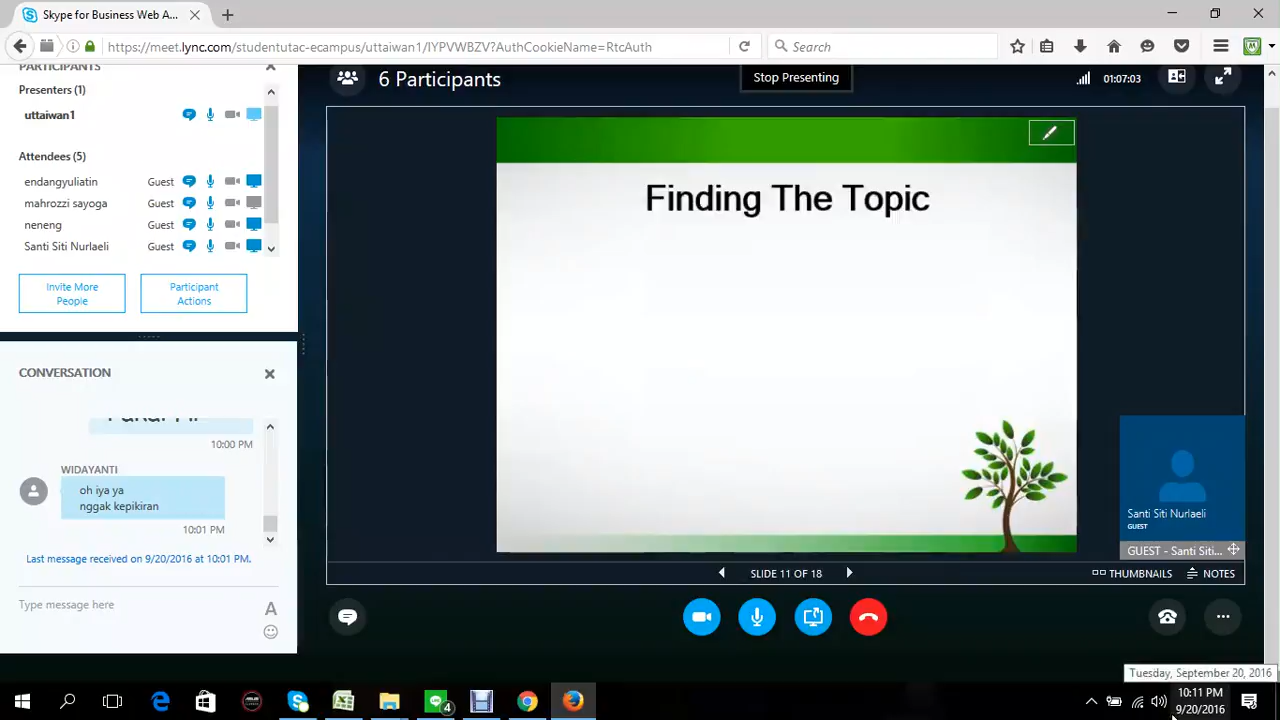 Skype for Business Web A...
https://meet.lync.com/studentutac-ecampus/uttaiwan1/IYPVWBZV?AuthCookieName=RtcAuth
Search
PARTICIPANTS
Presenters (1)
uttaiwan1
Attendees (5)
endangyuliatin Guest
mahrozzi sayoga Guest
neneng Guest
Santi Siti Nurlaeli Guest
Invite More
People
Participant
Actions
CONVERSATION
10:00 PM
WIDAYANTI
oh iya ya
nggak kepikiran
10:01 PM
Last message received on 9/20/2016 at 10:01 PM.
Type message here
A
6 Participants
Stop Presenting
01:07:03
Finding The Topic
Santi Siti Nurlaeli
GUEST
GUEST - Santi Siti...
SLIDE 11 OF 18
THUMBNAILS
NOTES
Tuesday, September 20, 2016
4
10:11 PM
9/20/2016